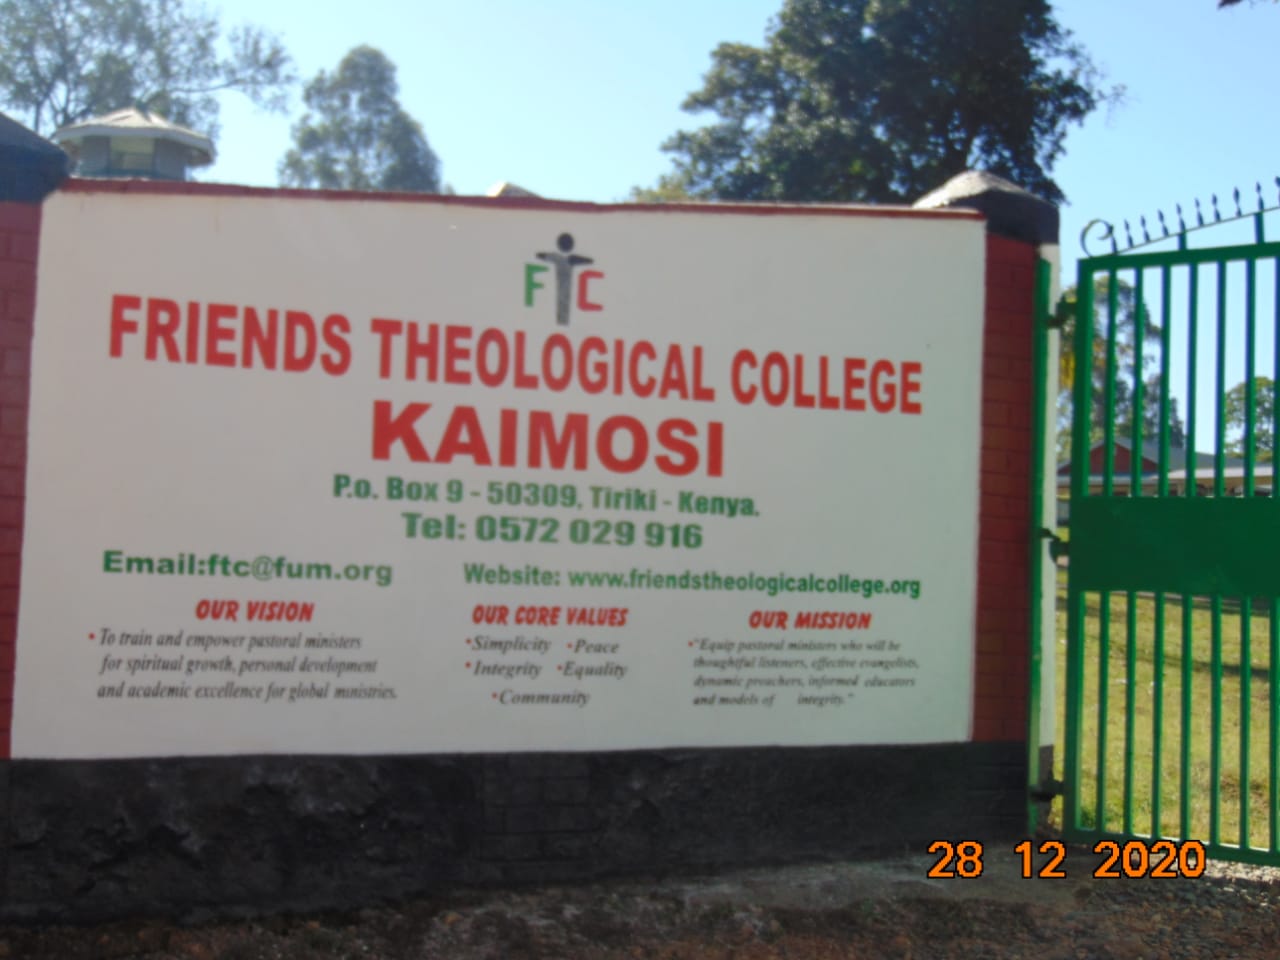 FTC
FRIENDS THEOLOGICAL COLLEGE
KAIMOSI
P.o. Box 9 - 50309, Tiriki - Kenya.
Tel: 0572 029 916
Email:ftc@fum.org
Website: www.friendstheologicalcollege.org
OUR VISION
• To train and empower pastoral ministers
for spiritual growth, personal development
and academic excellence for global ministries.
OUR CORE VALUES
•Simplicity •Peace
•Integrity •Equality
•Community
OUR MISSION
•"Equip pastoral ministers who will be
thoughtful listeners, effective evangelists,
dynamic preachers, informed educators
and models of integrity."
28 12 2020